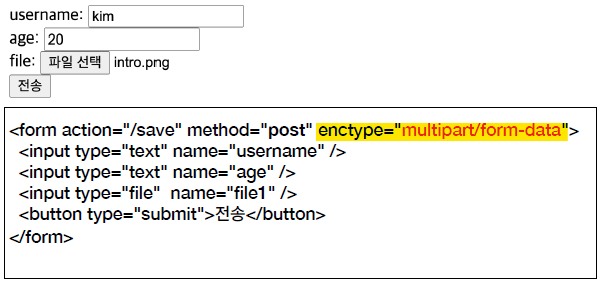 username: kim
age: 20
file: 파일 선택 intro.png
전송
<form action="/save" method="post" enctype="multipart/form-data">
<input type="text" name="username" />
<input type="text" name="age" />
<input type="file"  name="file1" />
<button type="submit">전송</button>
</form>